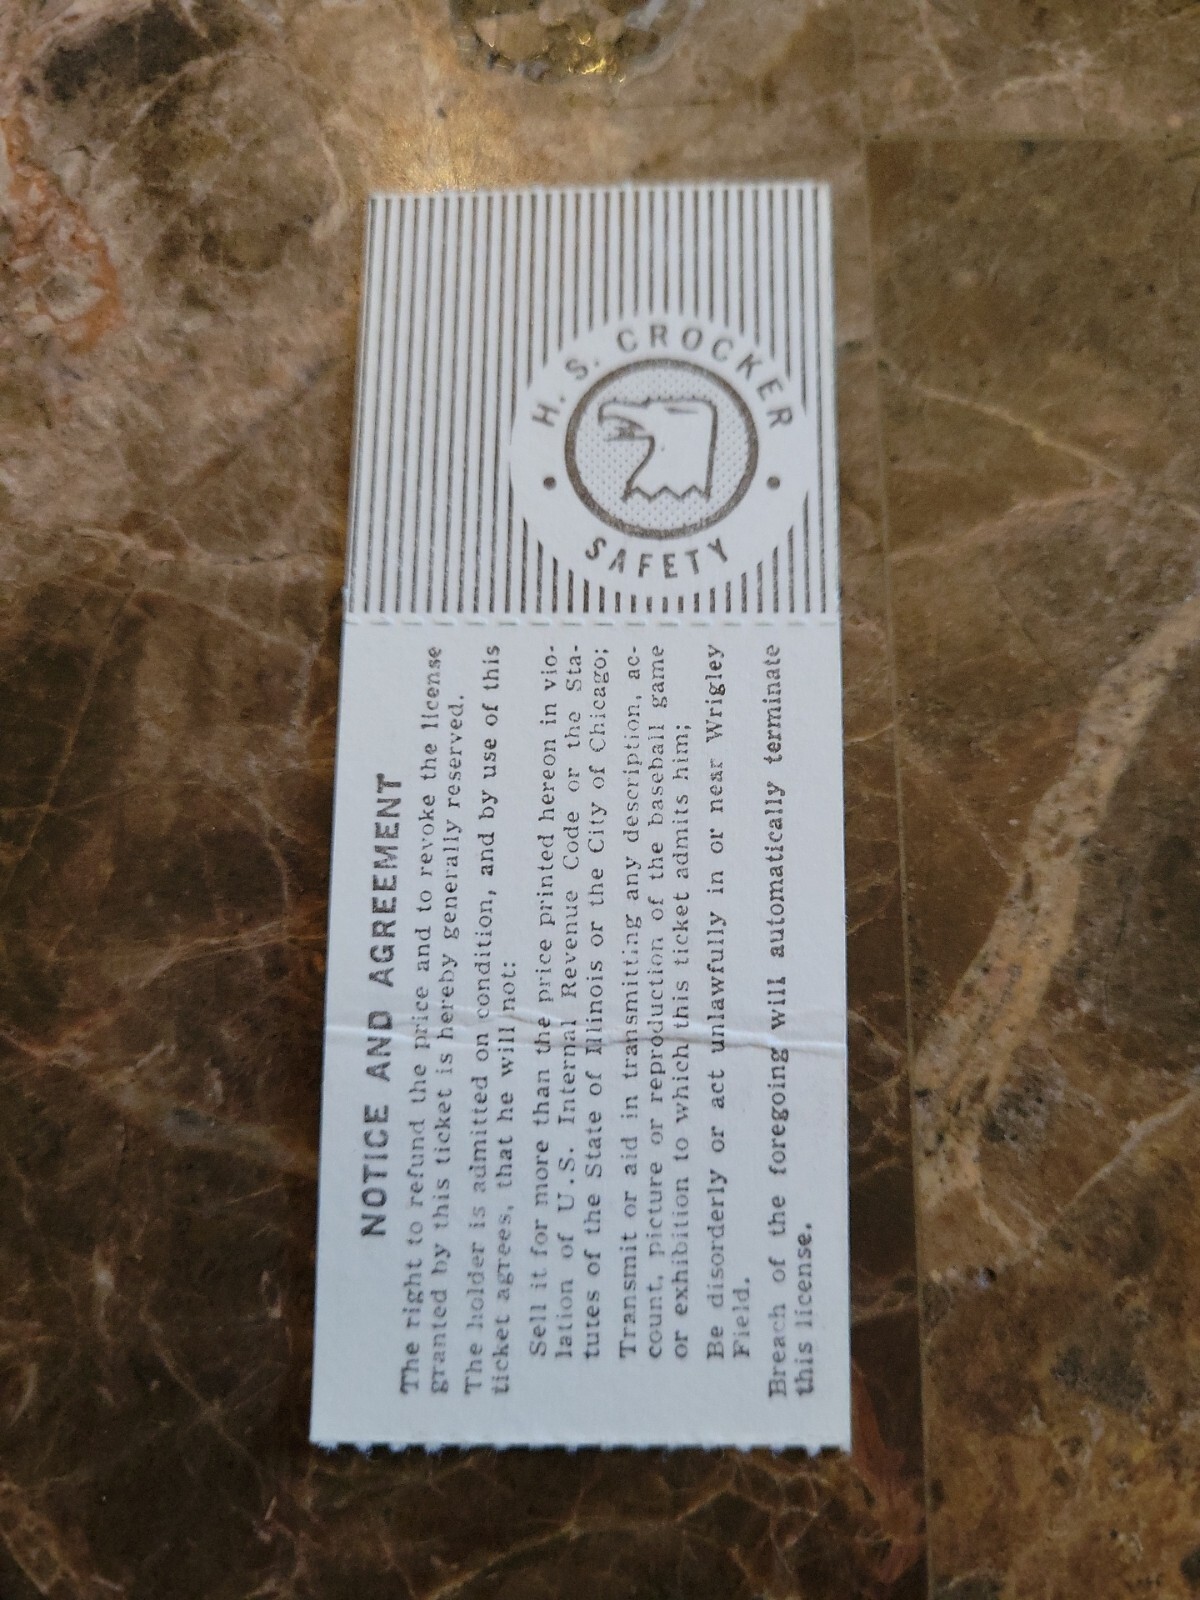 NOTICE AND AGREEMENT
The right to refund the price and to revoke the license
granted by this ticket is hereby generally reserved.
The holder is admitted on condition, and by use of this
ticket agrees, that he will not:
Sell it for more than the price printed hereon in vio-
lation of U.S. Internal Revenue Code or the Sta-
tutes of the State of Illinois or the City of Chicago;
Transmit or aid in transmitting any description, ac-
count, picture or reproduction of the baseball game
or exhibition to which this ticket admits him;
Be disorderly or act unlawfully in or near Wrigley
Field.
Breach of the foregoing will automatically terminate
this license.
H. S. CROCKER
SAFETY